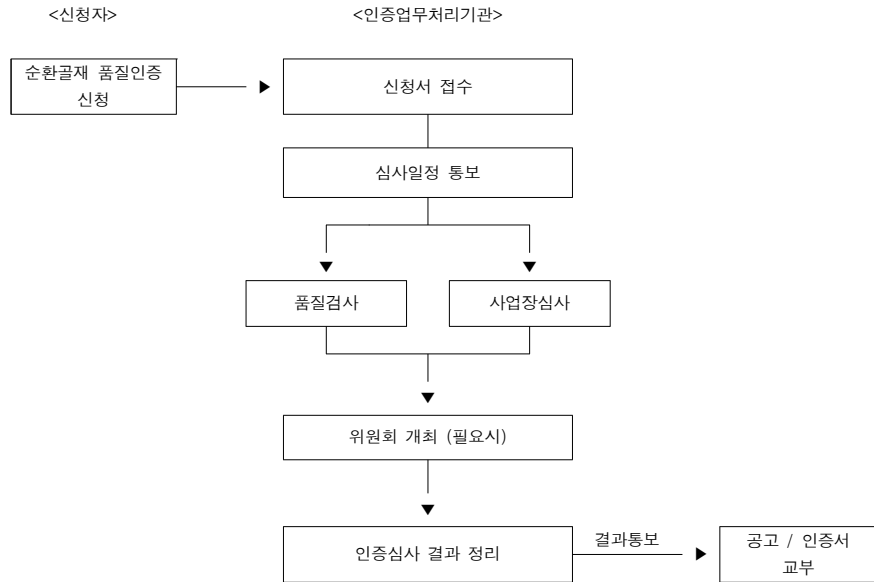 <신청자>
<인증업무처리기관>
순환골재 품질인증
신청
신청서 접수
심사일정 통보
품질검사
사업장심사
위원회 개최 (필요시)
인증심사 결과 정리
결과통보
공고 / 인증서
교부